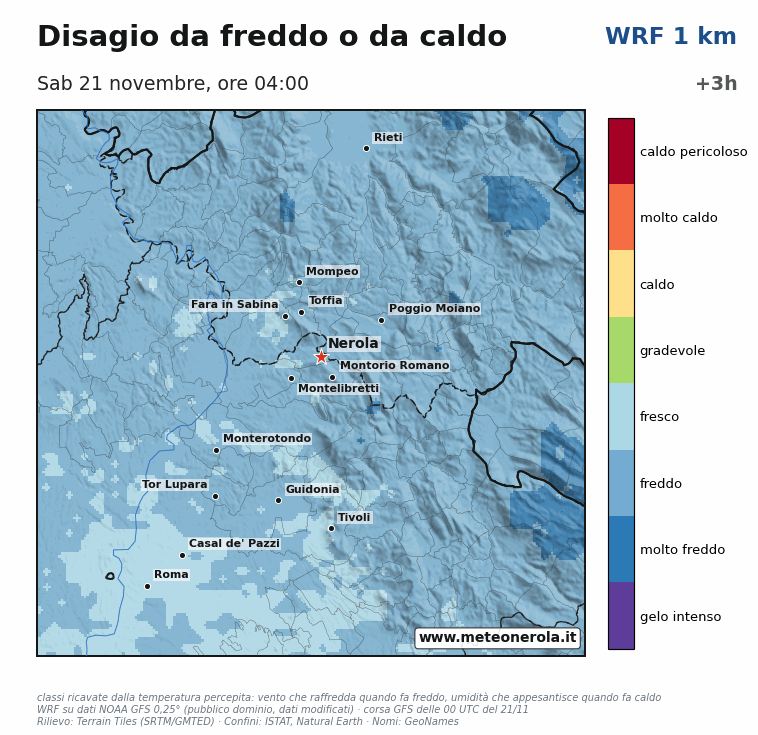 Disagio da freddo o da caldo
WRF 1 km
Sab 21 novembre, ore 04:00
+3h
Rieti
Mompeo
Toffia
Fara in Sabina
Poggio Moiano
Nerola
Montorio Romano
Montelibretti
Monterotondo
Tor Lupara
Guidonia
Tivoli
Casal de' Pazzi
Roma
www.meteonerola.it
caldo pericoloso
molto caldo
caldo
gradevole
fresco
freddo
molto freddo
gelo intenso
classi ricavate dalla temperatura percepita: vento che raffredda quando fa freddo, umidità che appesantisce quando fa caldo
WRF su dati NOAA GFS 0,25° (pubblico dominio, dati modificati) · corsa GFS delle 00 UTC del 21/11
Rilievo: Terrain Tiles (SRTM/GMTED) · Confini: ISTAT, Natural Earth · Nomi: GeoNames